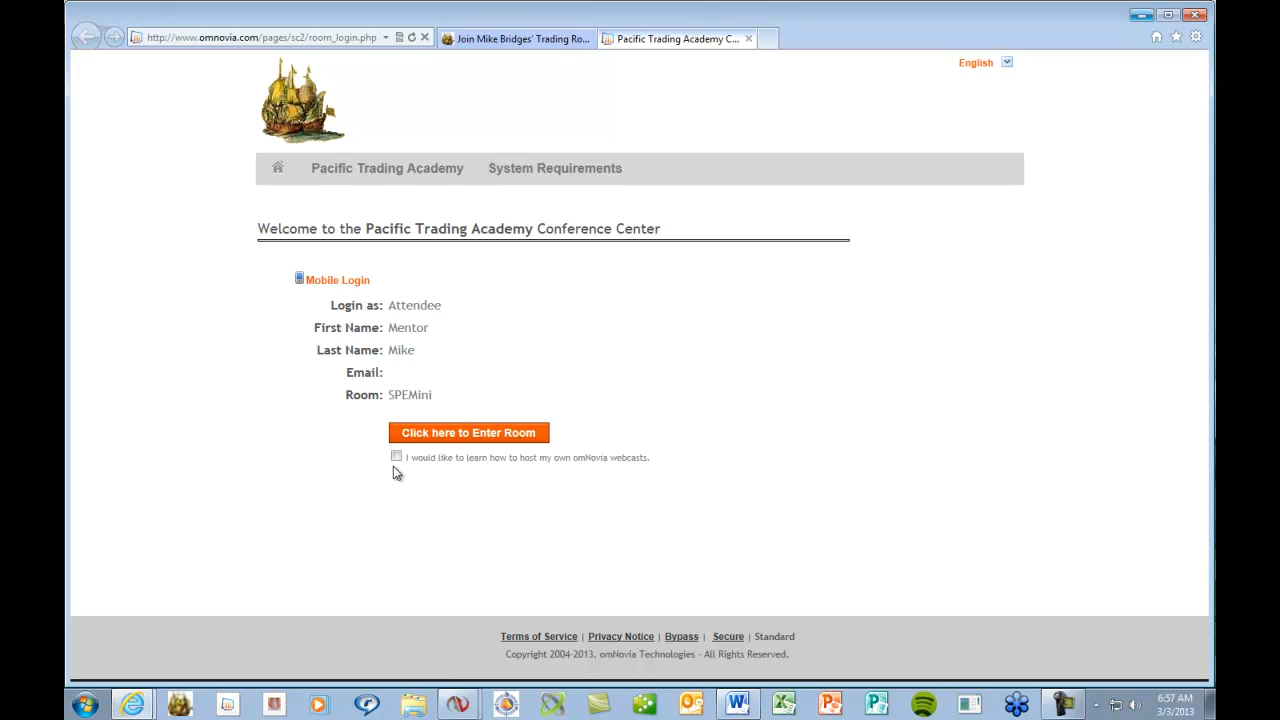 http://www.omnovia.com/pages/sc2/room_login.php
Join Mike Bridges' Trading Ro...
Pacific Trading Academy C...
English
Pacific Trading Academy
System Requirements
Welcome to the Pacific Trading Academy Conference Center
Mobile Login
Login as: Attendee
First Name: Mentor
Last Name: Mike
Email:
Room: SPEMini
Click here to Enter Room
I would like to learn how to host my own omNovia webcasts.
Terms of Service | Privacy Notice | Bypass | Secure | Standard
Copyright 2004-2013. omNovia Technologies - All Rights Reserved.
6:57 AM
3/3/2013